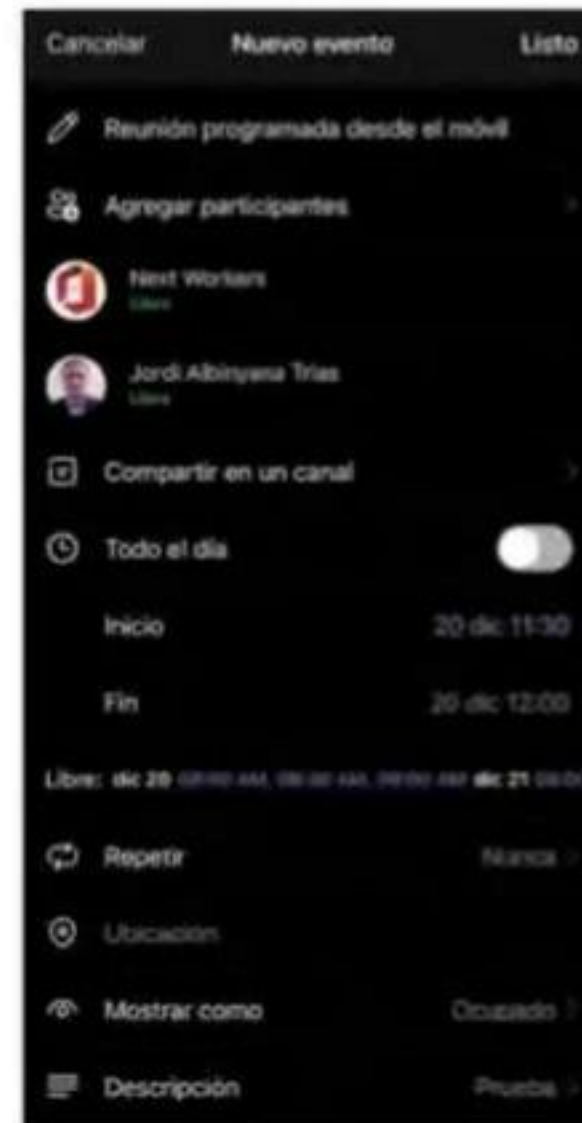 Cancelar Nuevo evento Listo
Reunión programada desde el móvil
Agregar participantes
Next Workers
Libre
Jordi Albinyana Trias
Libre
Compartir en un canal
Todo el día
Inicio 20 dic 11:30
Fin 20 dic 12:00
Libre: dic 20 dic 21
Repetir Nunca
Ubicación
Mostrar como Ocupado
Descripción Prueba